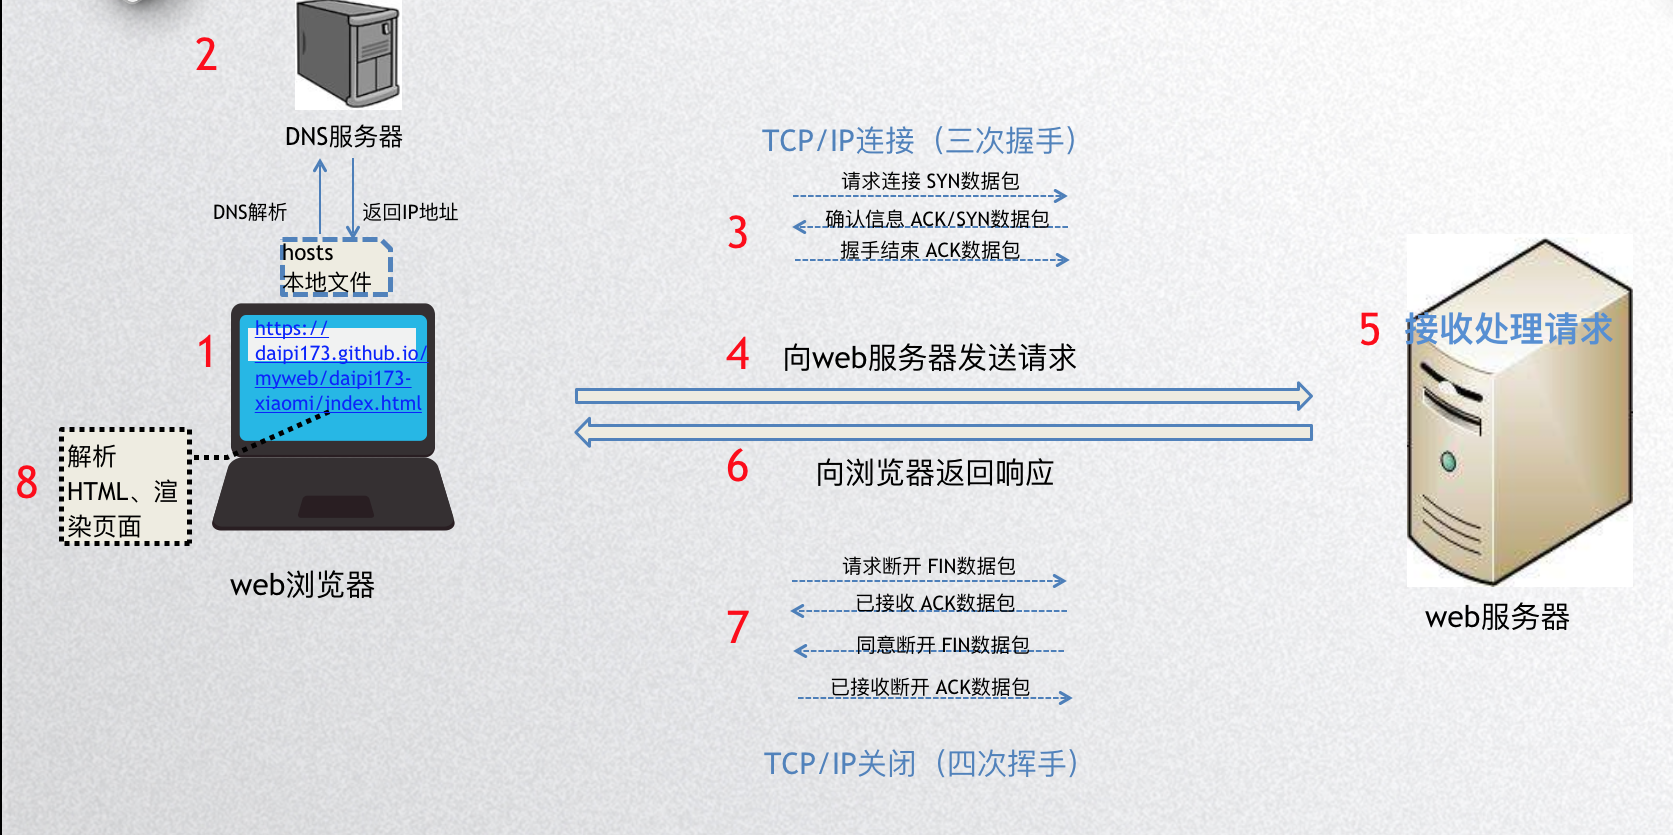 2
DNS服务器
DNS解析
返回IP地址
hosts
本地文件
1
https://
daipi173.github.io/
myweb/daipi173-
xiaomi/index.html
8
解析
HTML、渲
染页面
web浏览器
TCP/IP连接（三次握手）
3
请求连接 SYN数据包
确认信息 ACK/SYN数据包
握手结束 ACK数据包
4
向web服务器发送请求
5
接收处理请求
6
向浏览器返回响应
7
请求断开 FIN数据包
已接收 ACK数据包
同意断开 FIN数据包
已接收断开 ACK数据包
TCP/IP关闭（四次挥手）
web服务器